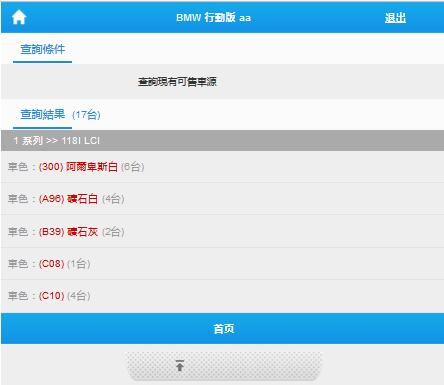 BMW 行動版 aa 退出
查詢條件
查詢現有可售車源
查詢結果 (17台)
1 系列 >> 118I LCI
車色：(300) 阿爾卑斯白 (6台)
車色：(A96) 礦石白 (4台)
車色：(B39) 礦石灰 (2台)
車色：(C08) (1台)
車色：(C10) (4台)
首页